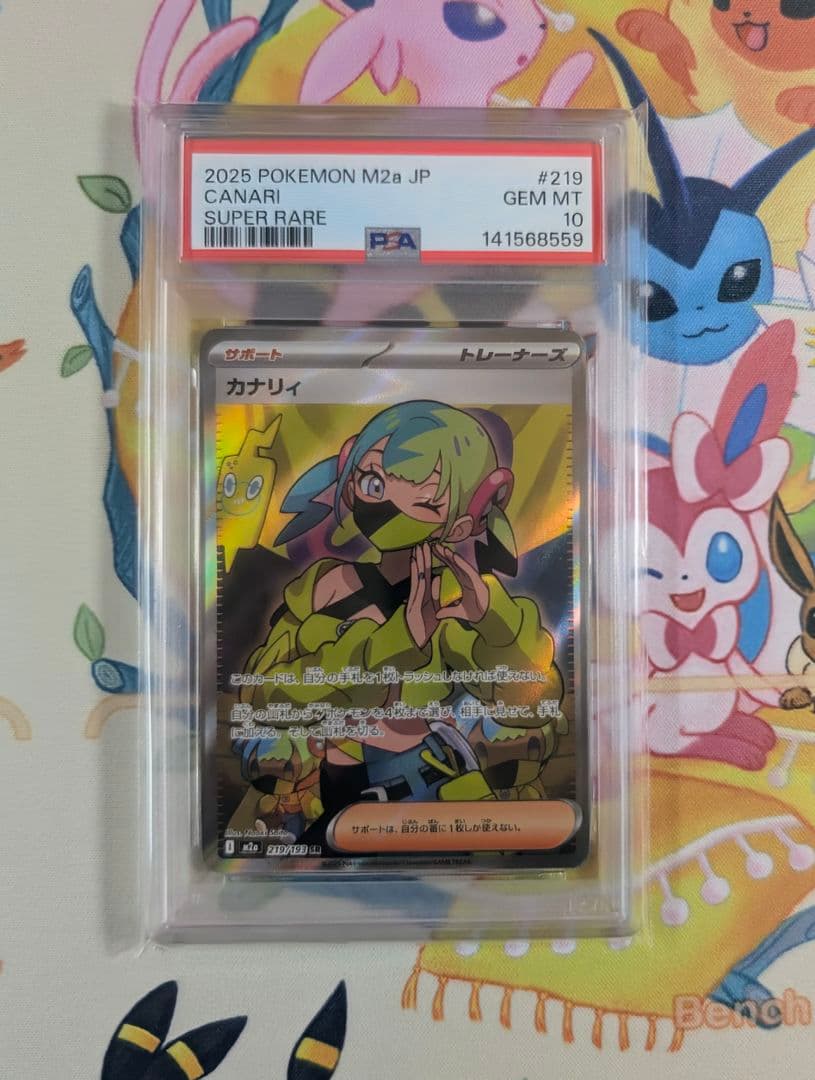 2025 POKEMON M2a JP #219
CANARI GEM MT
SUPER RARE 10
PSA 141568559
サポート トレーナーズ
カナリィ
このカードは、自分の手札を1枚トラッシュしなければ使えない。
自分の山札からポケモンを4枚まで選び、相手に見せて、手札
に加える。そして山札を切る。
サポートは、自分の番に1枚しか使えない。
Illus. Naoki Saito
I m2a 219/193 SR
Bench